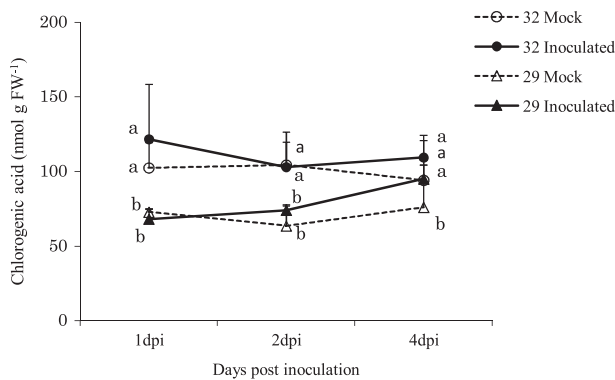 200
150
100
50
0
Chlorogenic acid (nmol g FW⁻¹)
a
a
b
b
a
a
b
b
a
a
a
b
1dpi
2dpi
4dpi
Days post inoculation
32 Mock
32 Inoculated
29 Mock
29 Inoculated